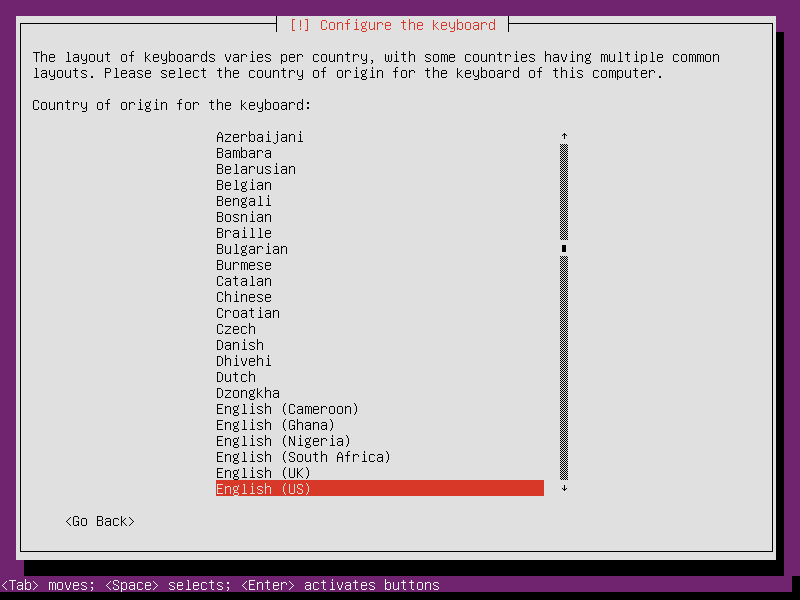 [!] Configure the keyboard
The layout of keyboards varies per country, with some countries having multiple common
layouts. Please select the country of origin for the keyboard of this computer.
Country of origin for the keyboard:
Azerbaijani
Bambara
Belarusian
Belgian
Bengali
Bosnian
Braille
Bulgarian
Burmese
Catalan
Chinese
Croatian
Czech
Danish
Dhivehi
Dutch
Dzongkha
English (Cameroon)
English (Ghana)
English (Nigeria)
English (South Africa)
English (UK)
English (US)
<Go Back>
<Tab> moves; <Space> selects; <Enter> activates buttons